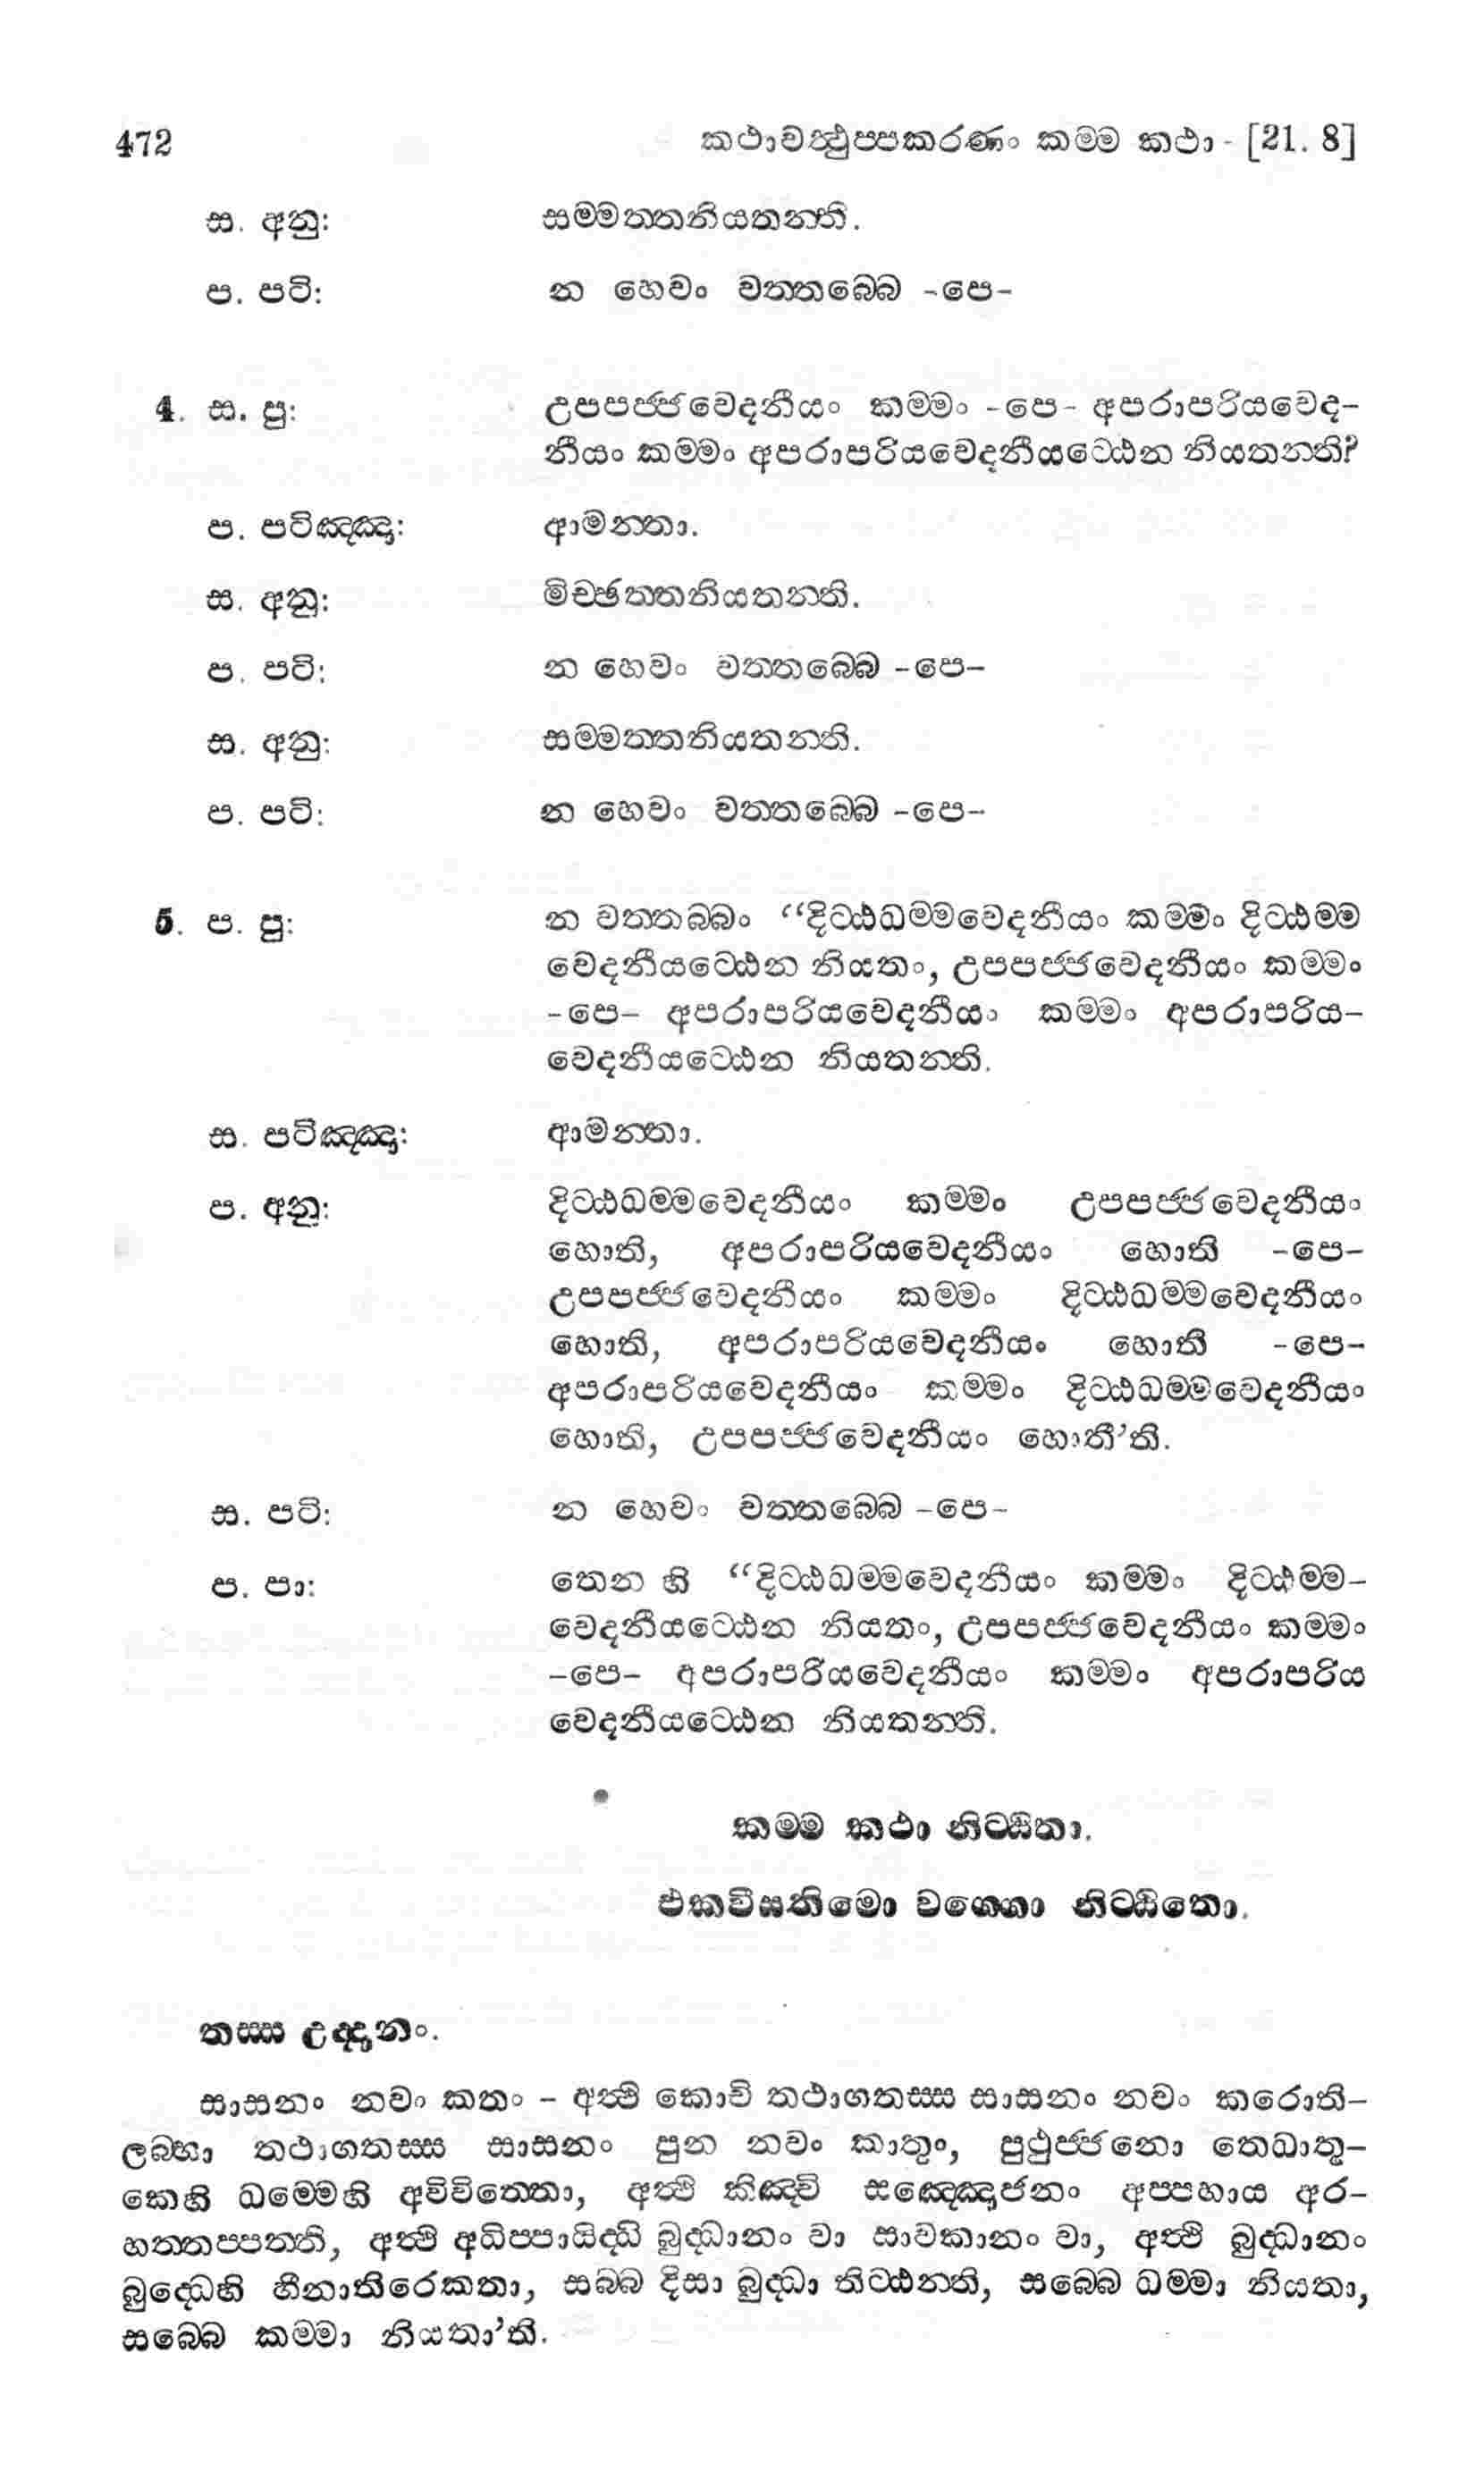 472 කථාවත්‍ථුප්පකරණං කම්ම කථා - [21. 8]
ස. අනු: සම්මත්තනියතන්ති.
ප. පටි: න හෙවං වත්තබ්බෙ -පෙ-
4. ස. පු: උපපජ්ජවෙදනීයං කම්මං -පෙ- අපරාපරියවෙද-
නීයං කම්මං අපරාපරියවෙදනීයට්ඨෙන නියතන්ති?
ප. පටිඤ්ඤා: ආමන්තා.
ස. අනු: මිච්ඡත්තනියතන්ති.
ප. පටි: න හෙවං වත්තබ්බෙ -පෙ-
ස. අනු: සම්මත්තනියතන්ති.
ප. පටි: න හෙවං වත්තබ්බෙ -පෙ-
5. ප. පු: න වත්තබ්බං “දිට්ඨධම්මවෙදනීයං කම්මං දිට්ඨම්ම
වෙදනීයට්ඨෙන නියතං, උපපජ්ජවෙදනීයං කම්මං
-පෙ- අපරාපරියවෙදනීයං කම්මං අපරාපරිය-
වෙදනීයට්ඨෙන නියතන්ති.
ස. පටිඤ්ඤා: ආමන්තා.
ප. අනු: දිට්ඨධම්මවෙදනීයං කම්මං උපපජ්ජවෙදනීයං
හොති, අපරාපරියවෙදනීයං හොති -පෙ-
උපපජ්ජවෙදනීයං කම්මං දිට්ඨධම්මවෙදනීයං
හොති, අපරාපරියවෙදනීයං හොති -පෙ-
අපරාපරියවෙදනීයං කම්මං දිට්ඨධම්මවෙදනීයං
හොති, උපපජ්ජවෙදනීයං හොතී’ති.
ස. පටි: න හෙවං වත්තබ්බෙ -පෙ-
ප. පා: තෙන හි “දිට්ඨධම්මවෙදනීයං කම්මං දිට්ඨම්ම-
වෙදනීයට්ඨෙන නියතං, උපපජ්ජවෙදනීයං කම්මං
-පෙ- අපරාපරියවෙදනීයං කම්මං අපරාපරිය
වෙදනීයට්ඨෙන නියතන්ති.
කම්ම කථා නිට්ඨිතා.
එකවීසතිමො වග්ගො නිට්ඨිතො.
තස්ස උද්දානං.
සාසනං නවං කතං - අත්‍ථි කොචි තථාගතස්ස සාසනං නවං කරොති-
ලබ්භා තථාගතස්ස සාසනං පුන නවං කාතුං, පුථුජ්ජනො තෙධාතු-
කෙහි ධම්මෙහි අවිවිත්තො, අත්‍ථි කිඤ්චි සඤ්ඤොජනං අප්පහාය අර-
හත්තප්පත්ති, අත්‍ථි අධිප්පායිද්ධි බුද්ධානං වා සාවකානං වා, අත්‍ථි බුද්ධානං
බුද්ධෙහි හීනාතිරෙකතා, සබ්බ දිසා බුද්ධා තිට්ඨන්ති, සබ්බෙ ධම්මා නියතා,
සබ්බෙ කම්මා නියතා’ති.